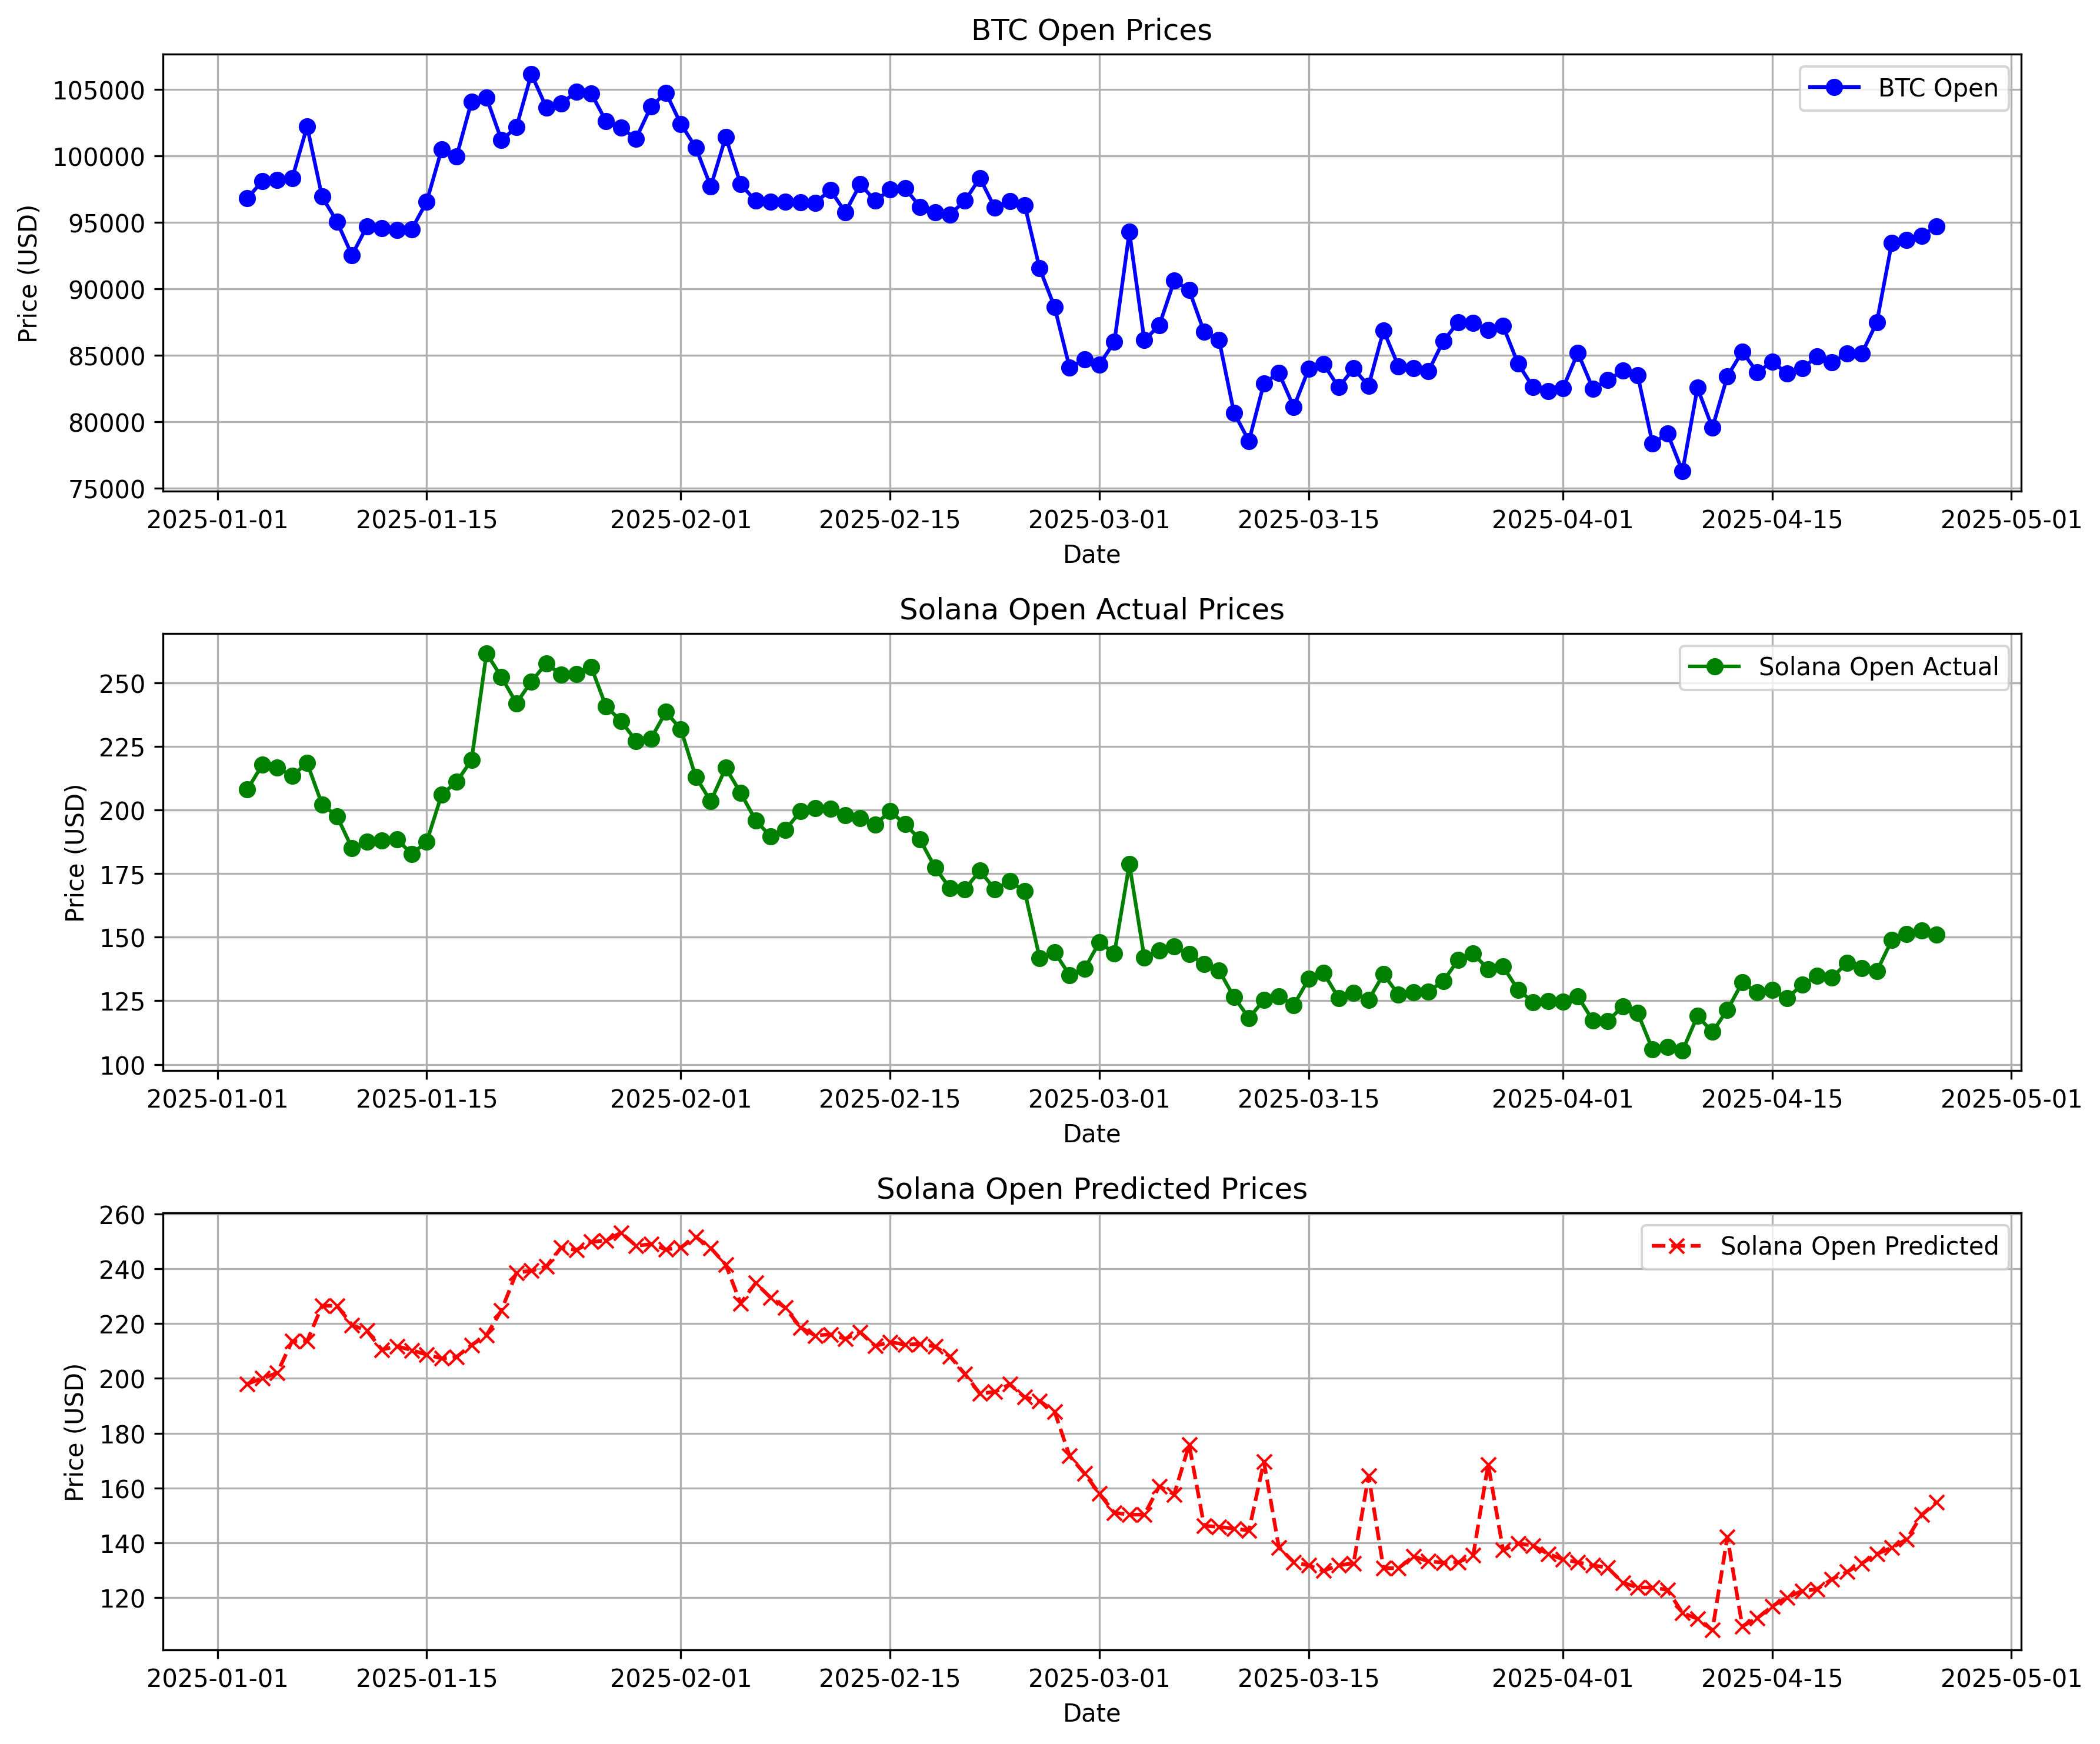 BTC Open Prices
BTC Open
105000
100000
95000
90000
85000
80000
75000
Price (USD)
2025-01-01 2025-01-15 2025-02-01 2025-02-15 2025-03-01 2025-03-15 2025-04-01 2025-04-15 2025-05-01
Date
Solana Open Actual Prices
Solana Open Actual
250
225
200
175
150
125
100
Price (USD)
2025-01-01 2025-01-15 2025-02-01 2025-02-15 2025-03-01 2025-03-15 2025-04-01 2025-04-15 2025-05-01
Date
Solana Open Predicted Prices
Solana Open Predicted
260
240
220
200
180
160
140
120
Price (USD)
2025-01-01 2025-01-15 2025-02-01 2025-02-15 2025-03-01 2025-03-15 2025-04-01 2025-04-15 2025-05-01
Date